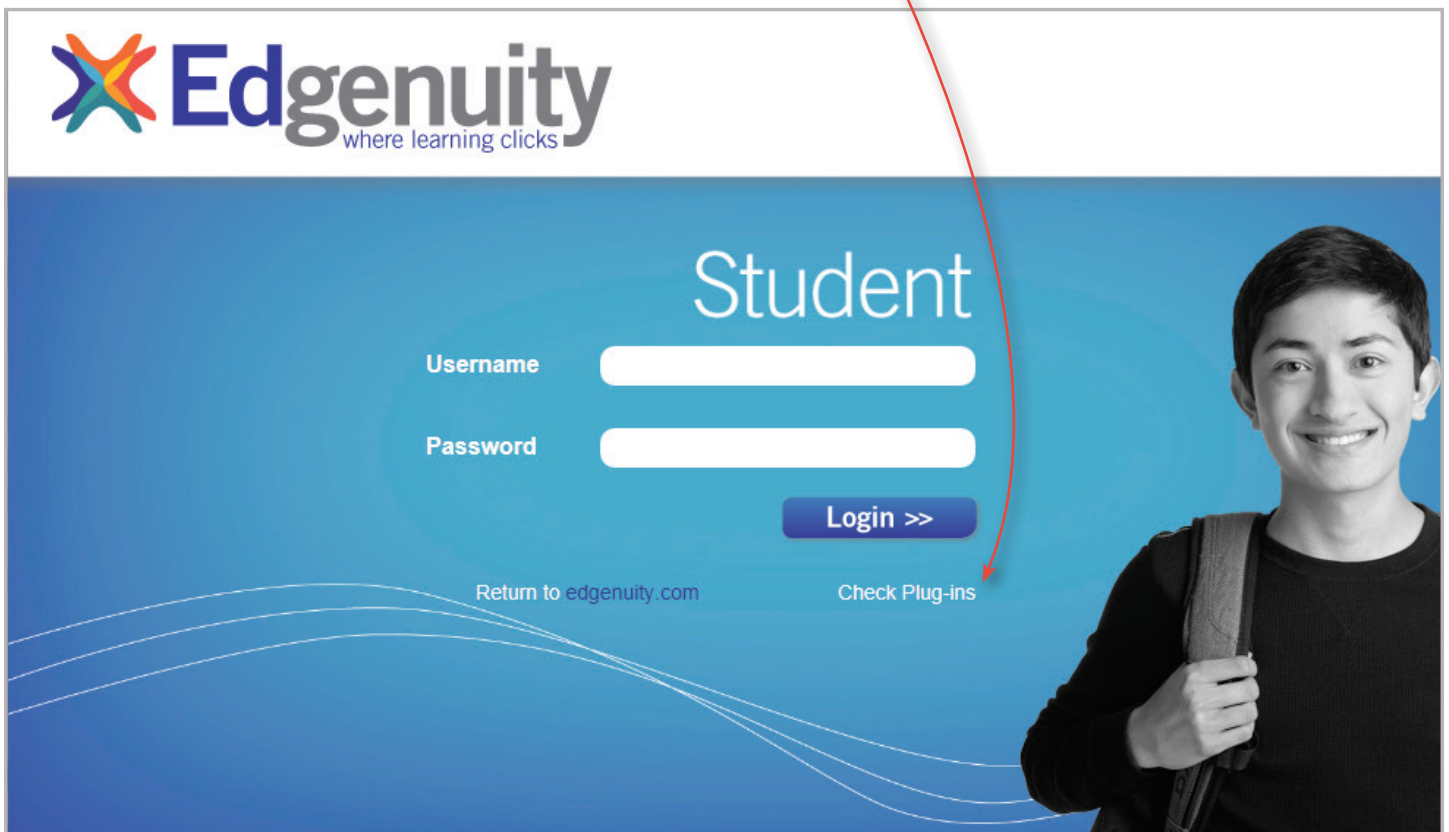 Edgenuity
where learning clicks
Student
Username
Password
Login >>
Return to edgenuity.com Check Plug-ins